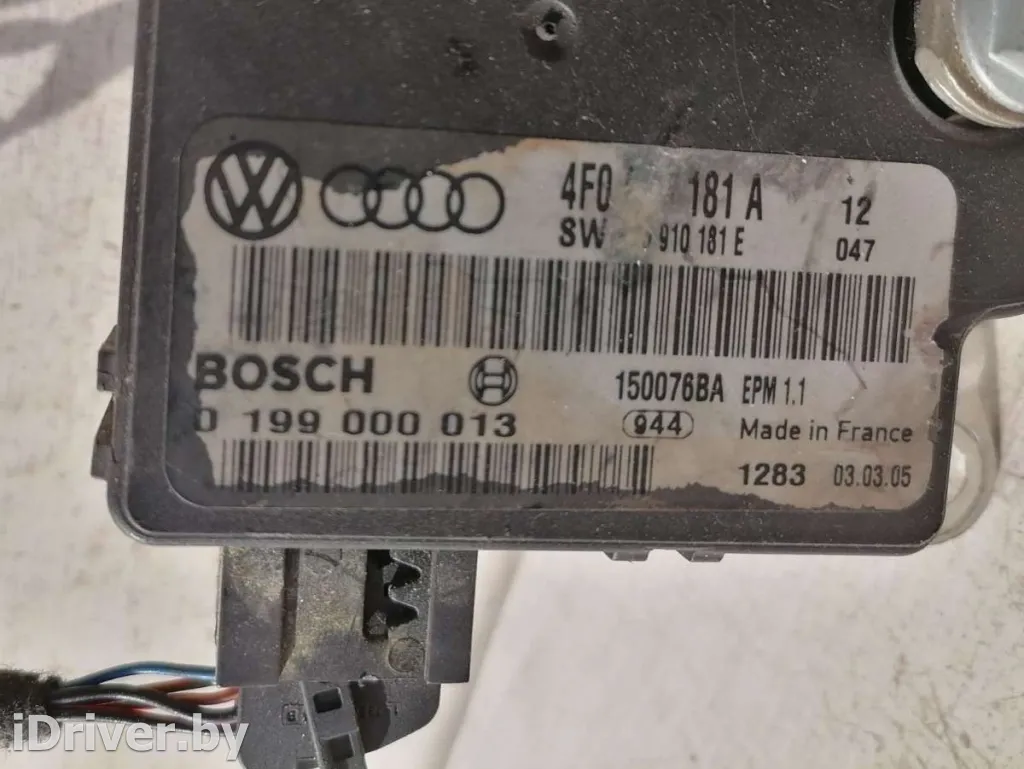 4F0 181 A 12
SW 910 181 E 047
BOSCH 150076BA EPM 1.1
0 199 000 013 944 Made in France
1283 03.03.05
iDriver.by